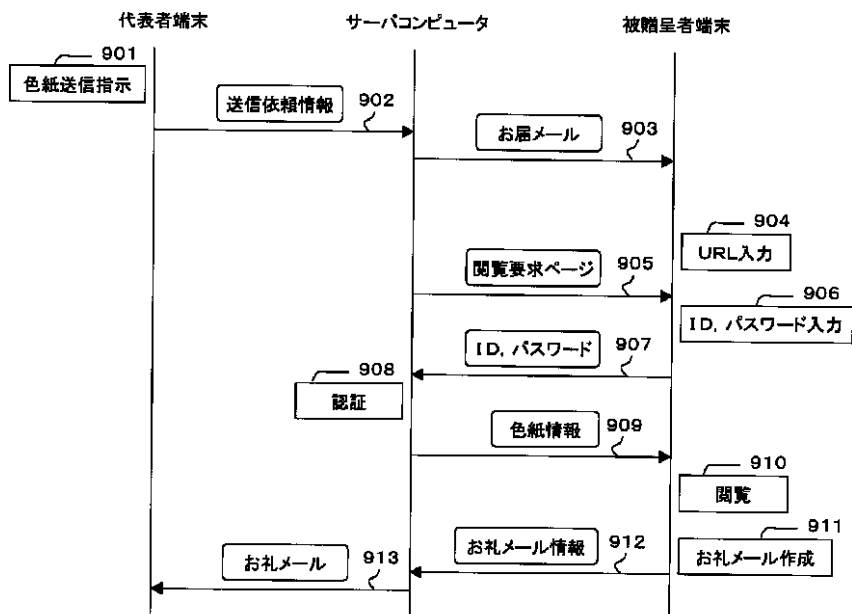 代表者端末
サーバコンピュータ
被贈呈者端末
901
色紙送信指示
送信依頼情報
902
お届メール
903
904
URL入力
閲覧要求ページ
905
906
ID, パスワード入力
ID, パスワード
907
908
認証
色紙情報
909
910
閲覧
911
お礼メール作成
お礼メール情報
912
お礼メール
913